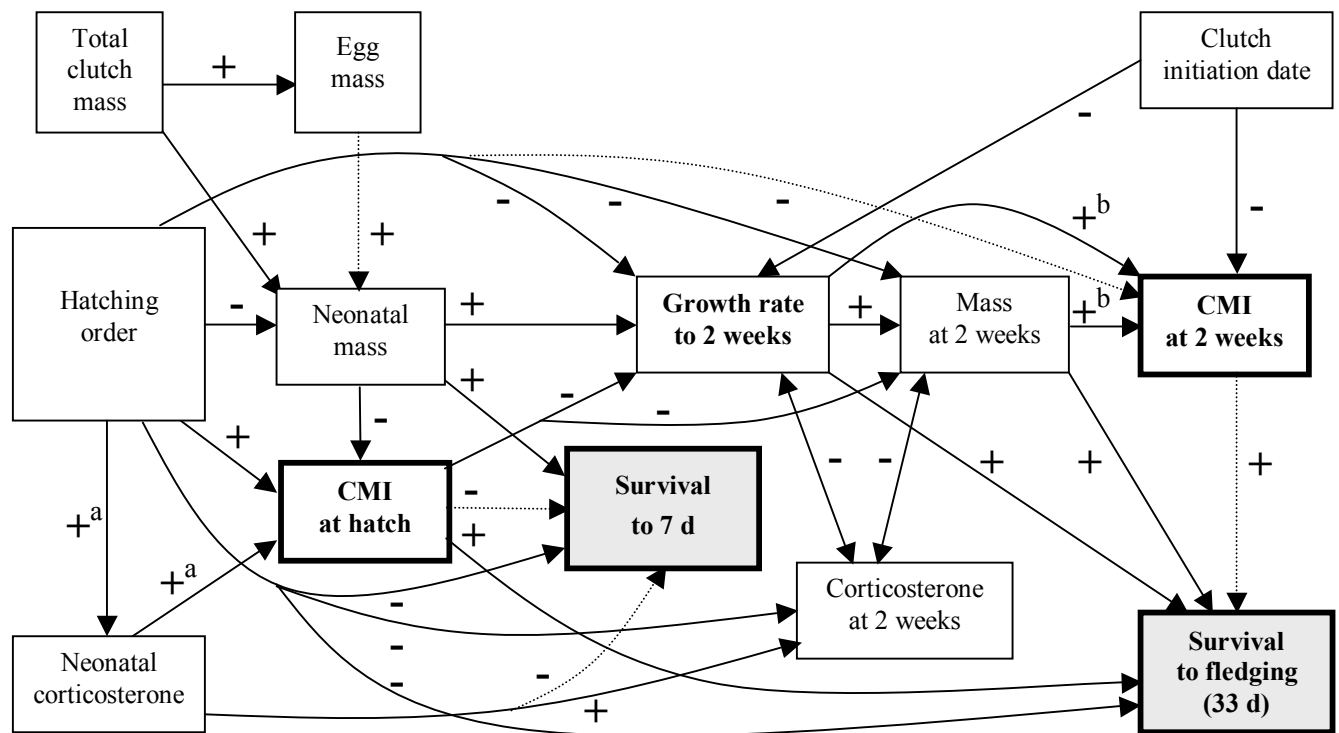 Total
clutch
mass
+
Egg
mass
Clutch
initiation date
-
+
+
-
-
-
-
+b
Hatching
order
-
Neonatal
mass
+
Growth rate
to 2 weeks
+
Mass
at 2 weeks
+b
CMI
at 2 weeks
+
-
-
-
+
CMI
at hatch
-
+
Survival
to 7 d
-
-
+
+
+
+a
+a
-
-
-
-
+
Corticosterone
at 2 weeks
Neonatal
corticosterone
Survival
to fledging
(33 d)